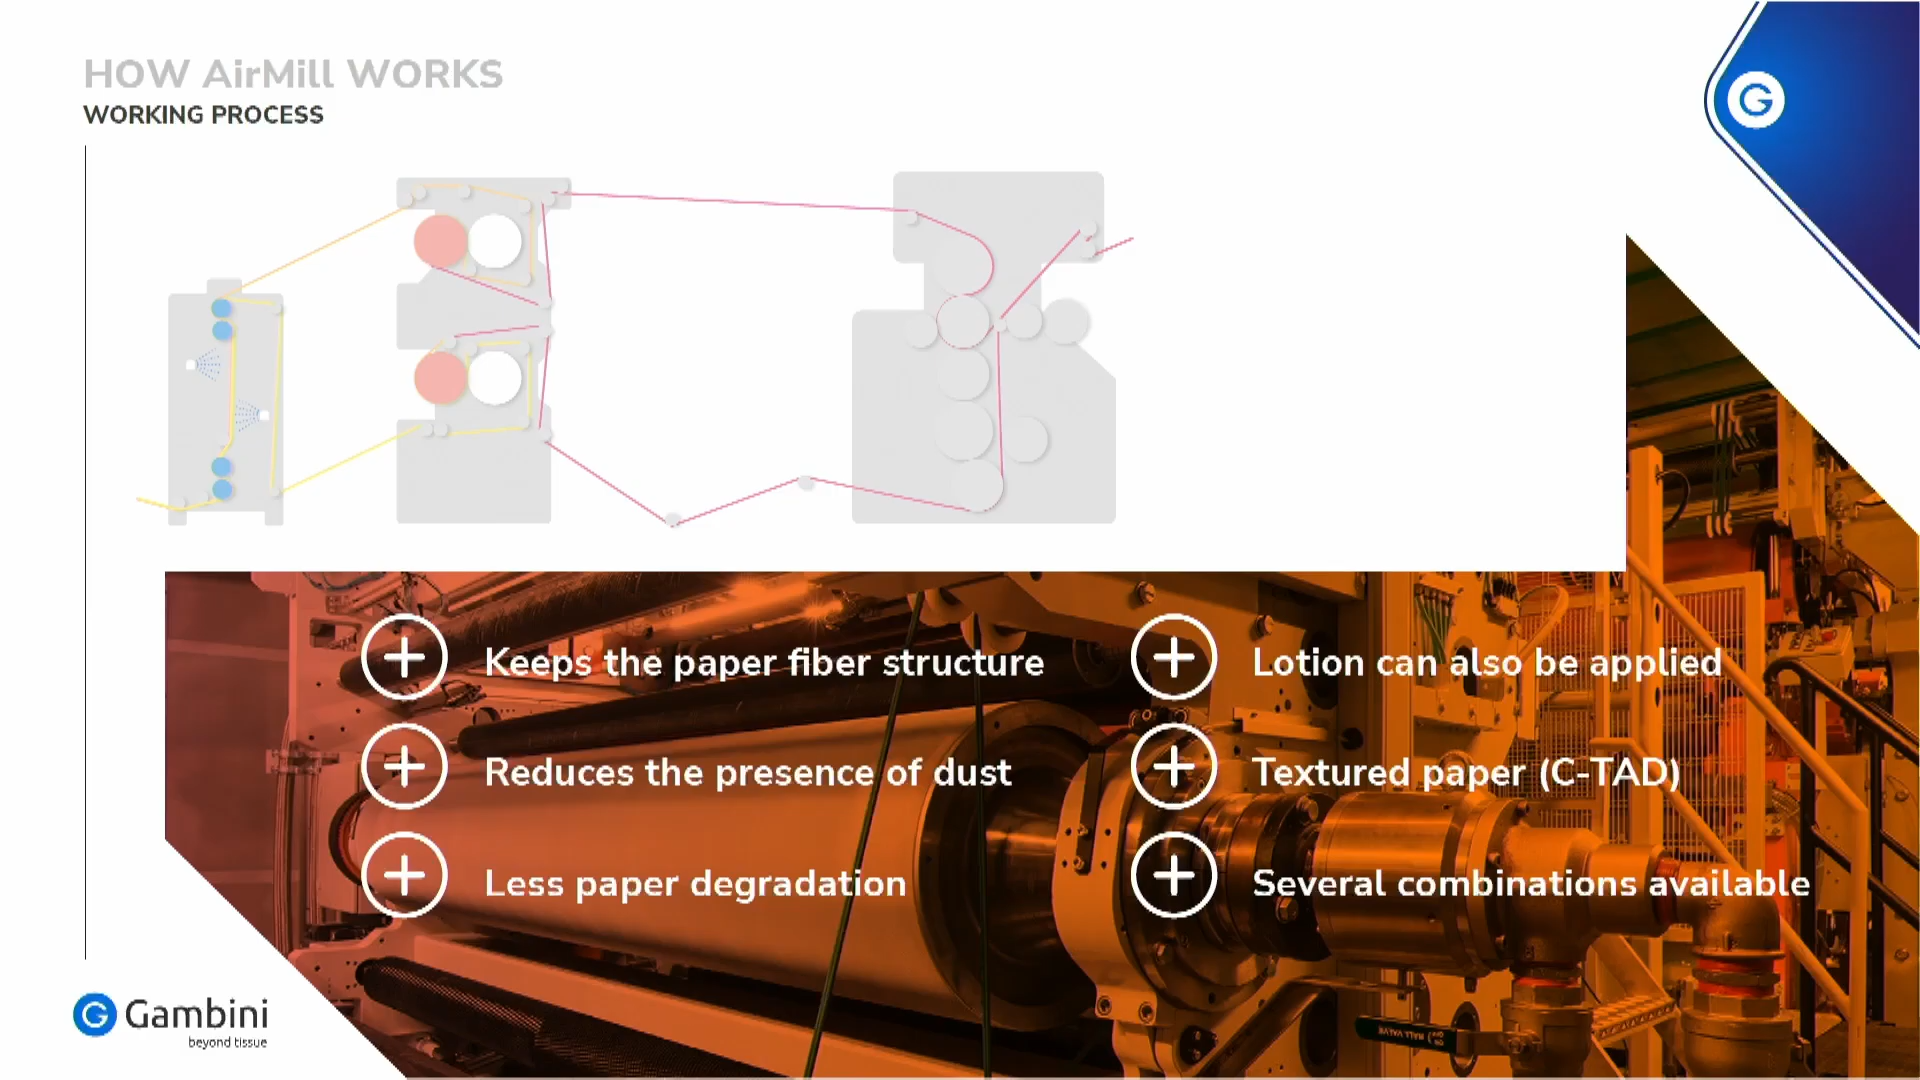 HOW AirMill WORKS
WORKING PROCESS
G
Keeps the paper fiber structure
Reduces the presence of dust
Less paper degradation
Lotion can also be applied
Textured paper (C-TAD)
Several combinations available
G Gambini
beyond tissue